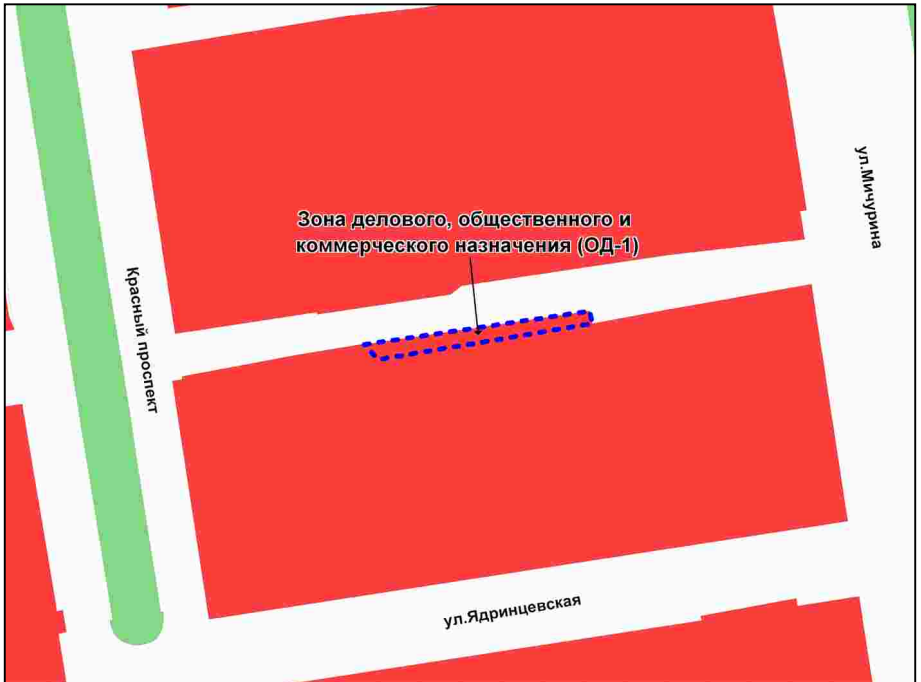 ул.Мичурина
Зона делового, общественного и
коммерческого назначения (ОД-1)
Красный проспект
ул.Ядринцевская